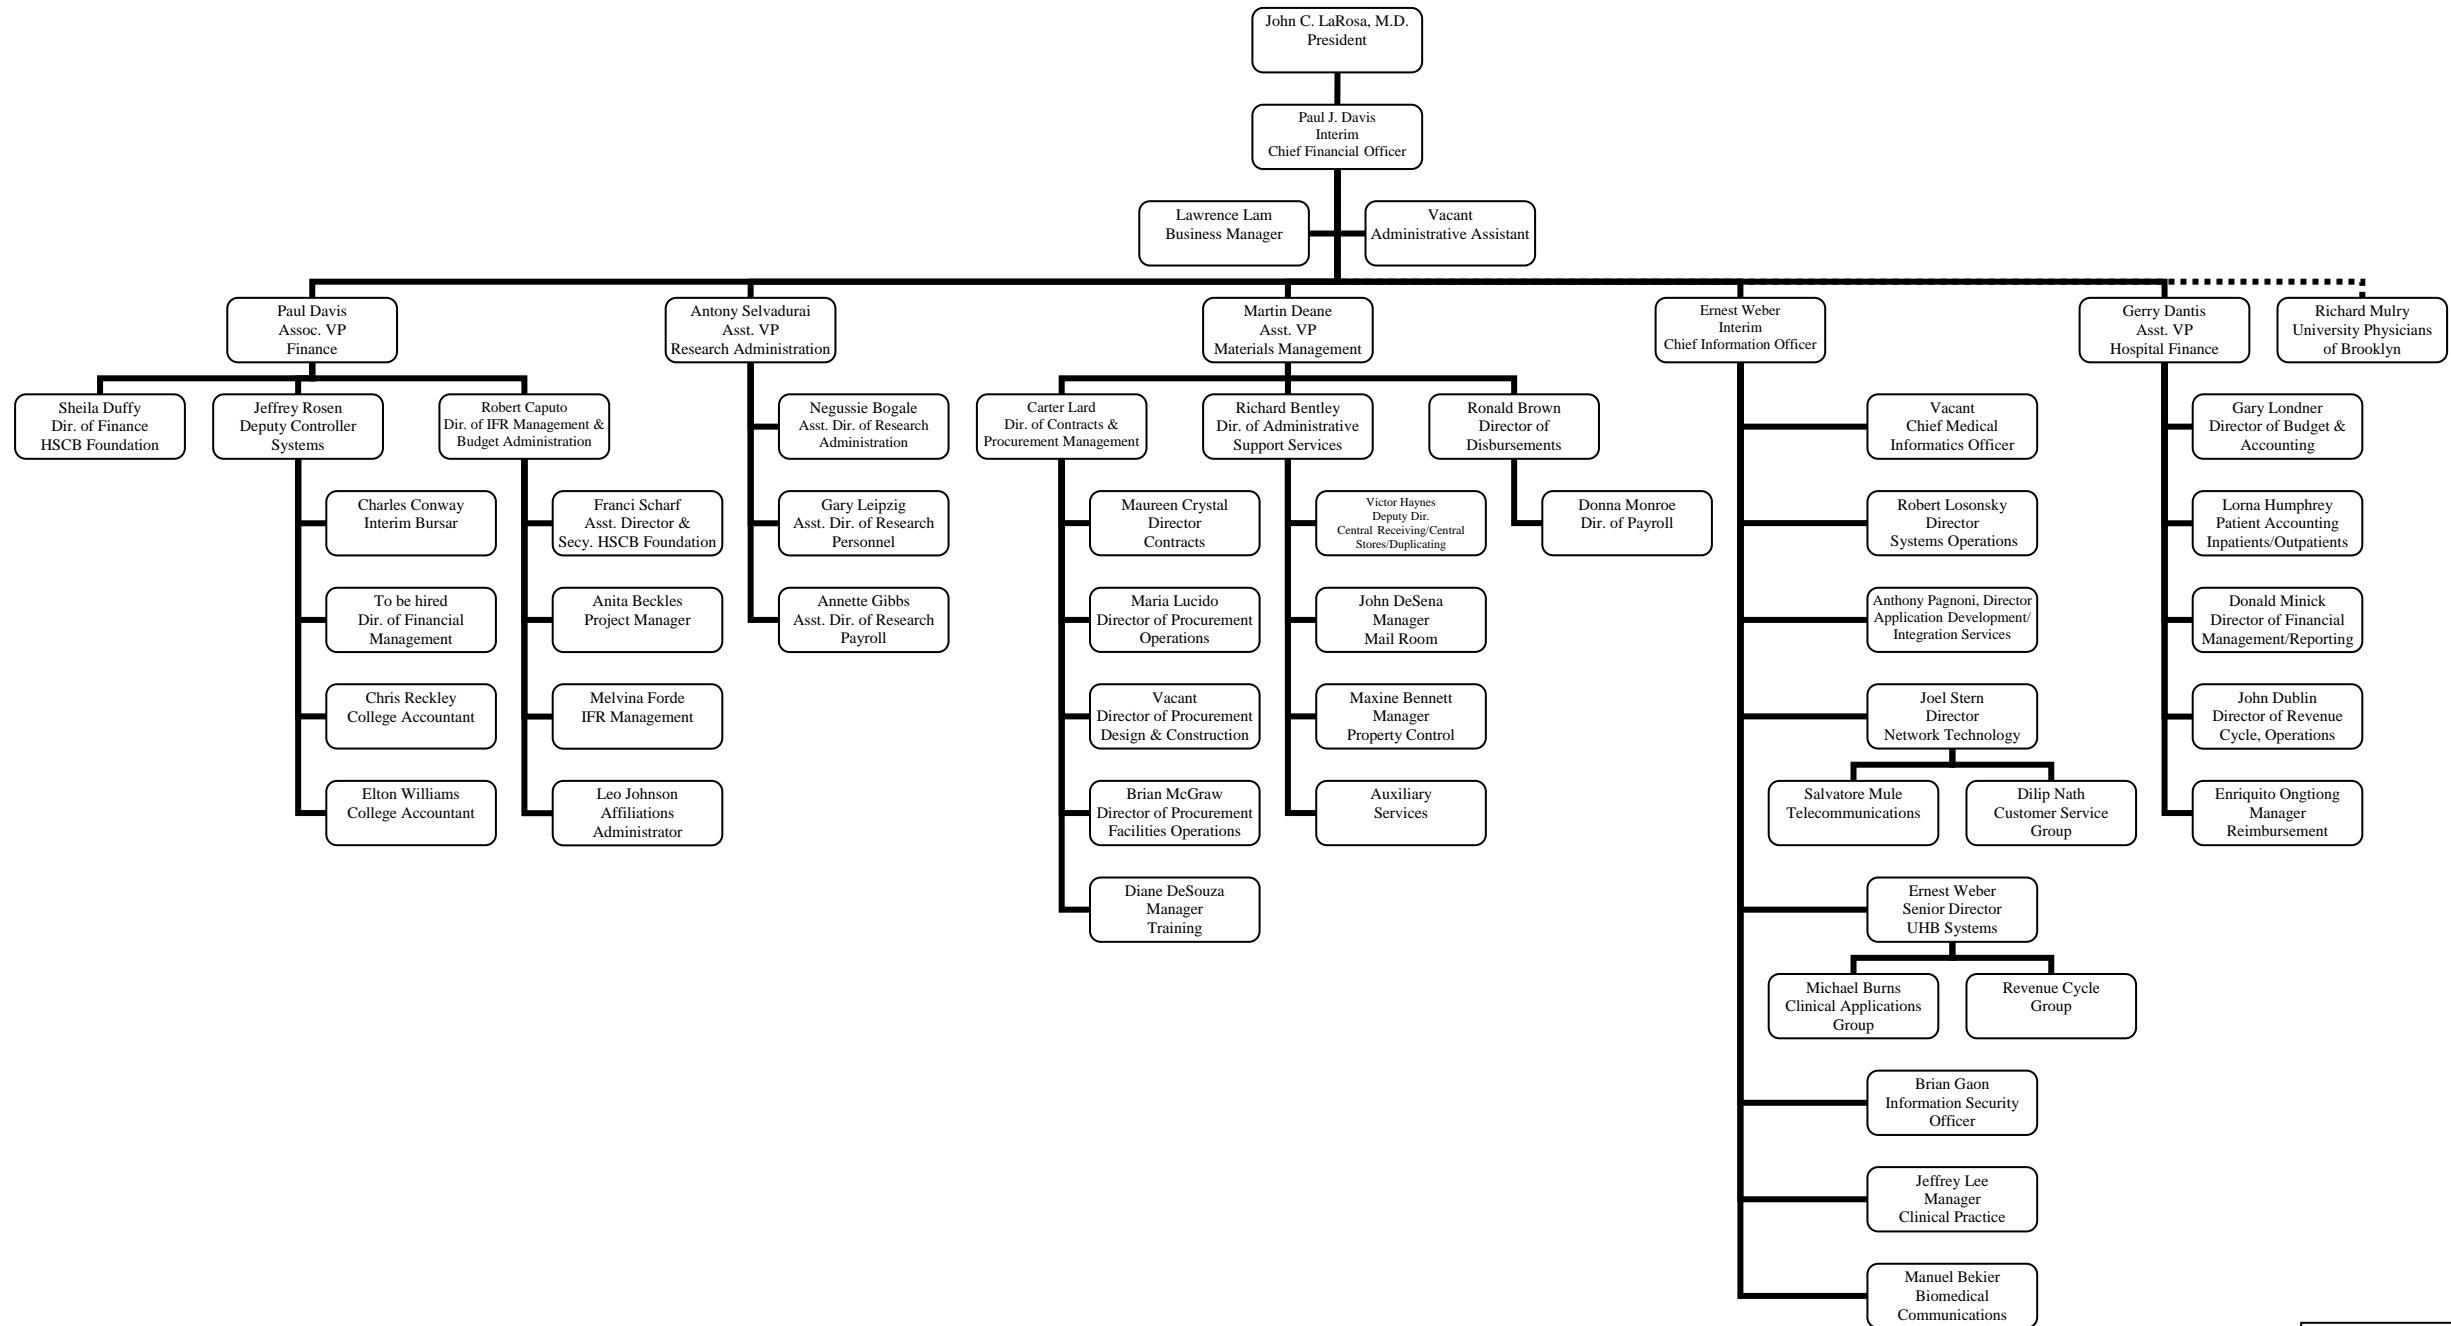 John C. LaRosa, M.D.
President
Paul J. Davis
Interim
Chief Financial Officer
Lawrence Lam
Business Manager
Vacant
Administrative Assistant
Paul Davis
Assoc. VP
Finance
Antony Selvadurai
Asst. VP
Research Administration
Martin Deane
Asst. VP
Materials Management
Ernest Weber
Interim
Chief Information Officer
Gerry Dantis
Asst. VP
Hospital Finance
Richard Mulry
University Physicians
of Brooklyn
Sheila Duffy
Dir. of Finance
HSCB Foundation
Jeffrey Rosen
Deputy Controller
Systems
Robert Caputo
Dir. of IFR Management &
Budget Administration
Negussie Bogale
Asst. Dir. of Research
Administration
Carter Lard
Dir. of Contracts &
Procurement Management
Richard Bentley
Dir. of Administrative
Support Services
Ronald Brown
Director of
Disbursements
Vacant
Chief Medical
Informatics Officer
Gary Londner
Director of Budget &
Accounting
Charles Conway
Interim Bursar
Franci Scharf
Asst. Director &
Secy. HSCB Foundation
Gary Leipzig
Asst. Dir. of Research
Personnel
Maureen Crystal
Director
Contracts
Victor Haynes
Deputy Dir.
Central Receiving/Central
Stores/Duplicating
Donna Monroe
Dir. of Payroll
Robert Losonsky
Director
Systems Operations
Lorna Humphrey
Patient Accounting
Inpatients/Outpatients
To be hired
Dir. of Financial
Management
Anita Beckles
Project Manager
Annette Gibbs
Asst. Dir. of Research
Payroll
Maria Lucido
Director of Procurement
Operations
John DeSena
Manager
Mail Room
Anthony Pagnoni, Director
Application Development/
Integration Services
Donald Minick
Director of Financial
Management/Reporting
Chris Reckley
College Accountant
Melvina Forde
IFR Management
Vacant
Director of Procurement
Design & Construction
Maxine Bennett
Manager
Property Control
Joel Stern
Director
Network Technology
John Dublin
Director of Revenue
Cycle, Operations
Elton Williams
College Accountant
Leo Johnson
Affiliations
Administrator
Brian McGraw
Director of Procurement
Facilities Operations
Auxiliary
Services
Salvatore Mule
Telecommunications
Dilip Nath
Customer Service
Group
Enriquito Ongtiong
Manager
Reimbursement
Diane DeSouza
Manager
Training
Ernest Weber
Senior Director
UHB Systems
Michael Burns
Clinical Applications
Group
Revenue Cycle
Group
Brian Gaon
Information Security
Officer
Jeffrey Lee
Manager
Clinical Practice
Manuel Bekier
Biomedical
Communications